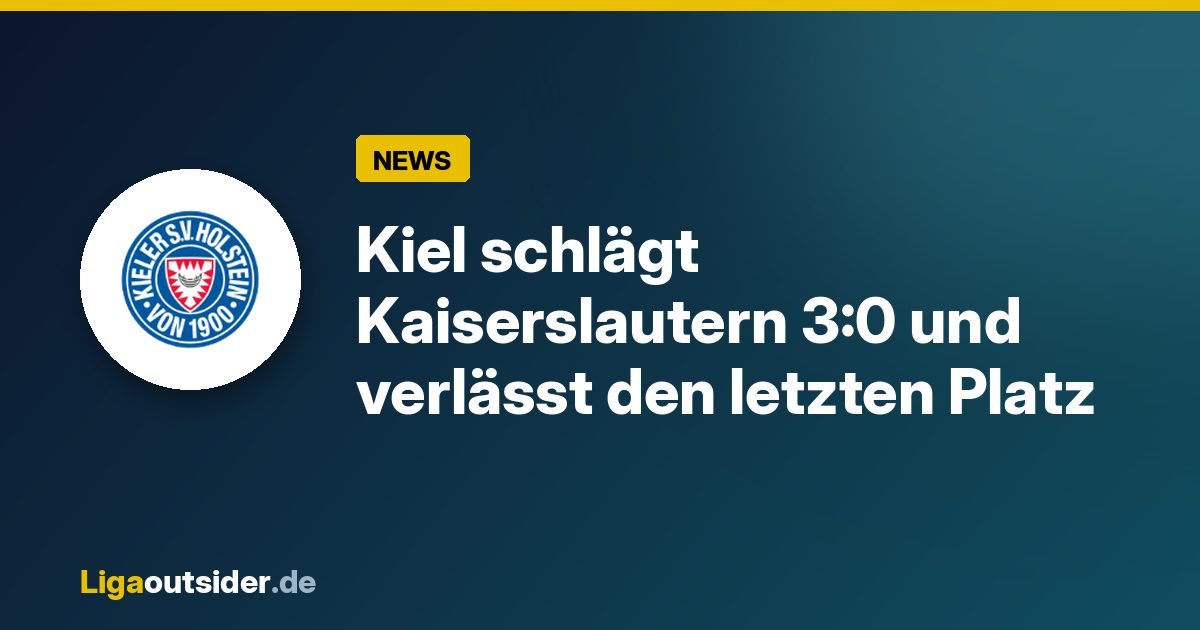 NEWS
Kiel schlägt
Kaiserslautern 3:0 und
verlässt den letzten Platz
KIELER S.V. HOLSTEIN
· VON 1900 ·
Ligaoutsider.de